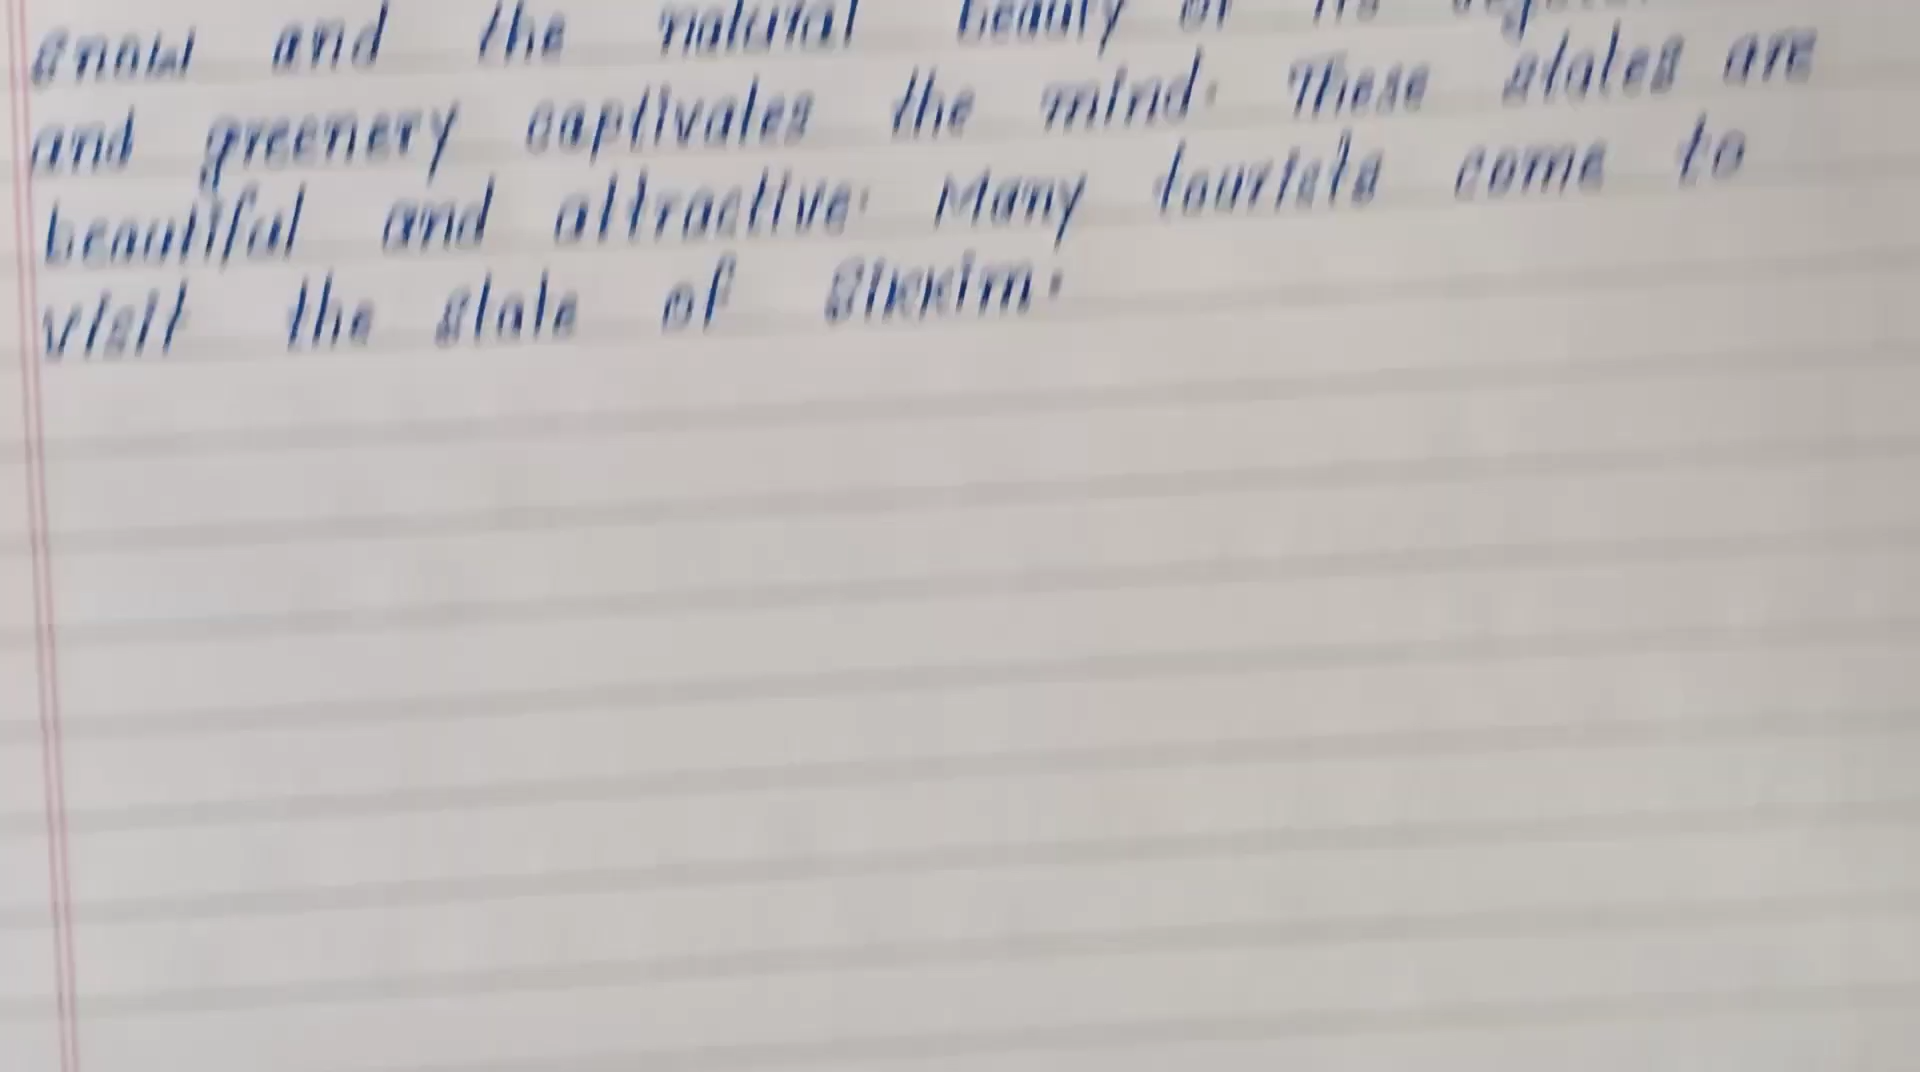 snow and the natural beauty of its
and greenery captivates the mind. These states are
beautiful and attractive. Many tourists come to
visit the state of Sikkim.